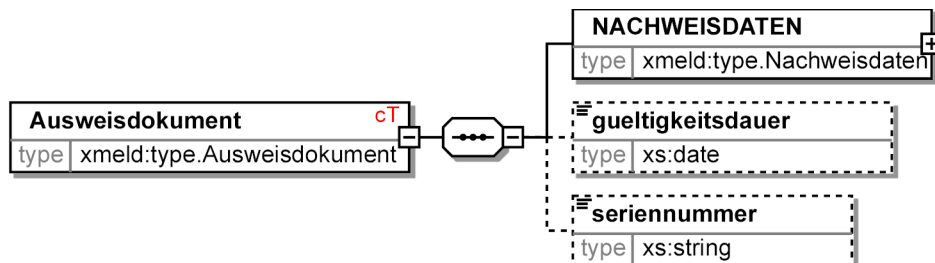 Ausweisdokument cT
type xmeld:type.Ausweisdokument
NACHWEISDATEN
type xmeld:type.Nachweisdaten
gueltigkeitsdauer
type xs:date
seriennummer
type xs:string